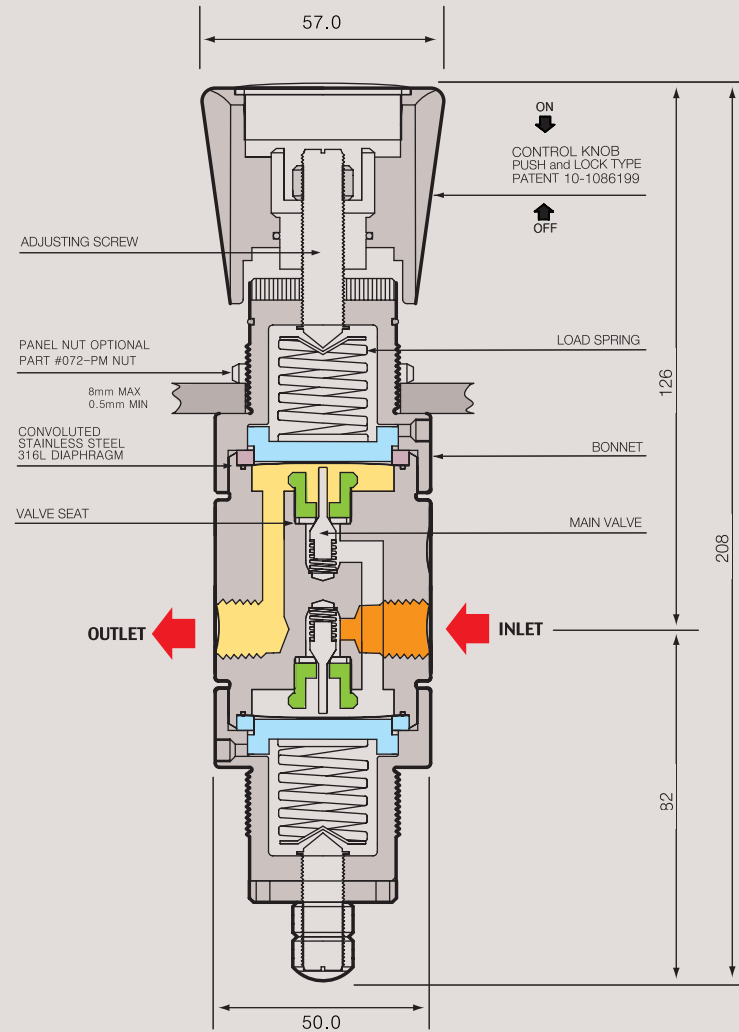 57.0
ON
CONTROL KNOB
PUSH and LOCK TYPE
PATENT 10-1086199
OFF
ADJUSTING SCREW
LOAD SPRING
PANEL NUT OPTIONAL
PART #072-PM NUT
8mm MAX
0.5mm MIN
126
CONVOLUTED
STAINLESS STEEL
316L DIAPHRAGM
BONNET
VALVE SEAT
MAIN VALVE
208
OUTLET
INLET
82
50.0